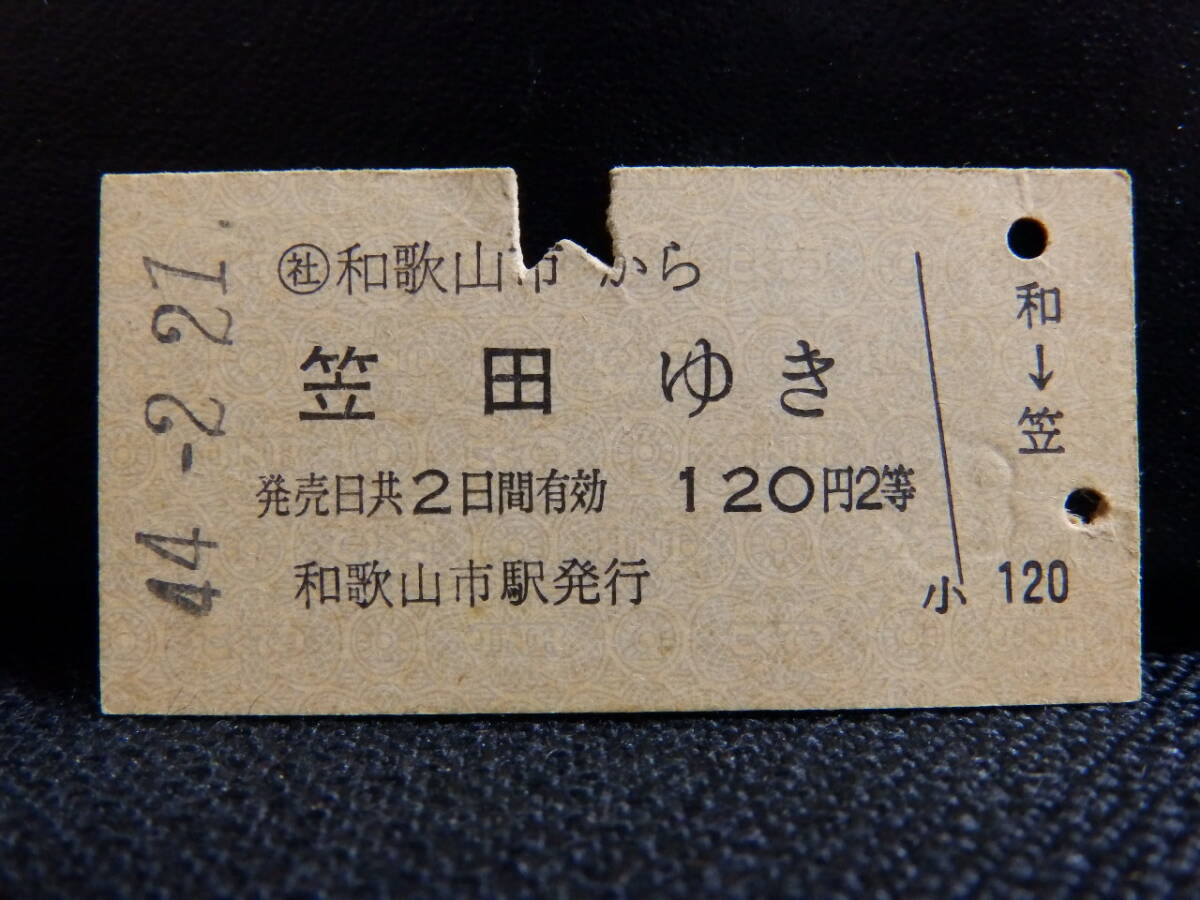 44-2.21.
㊓和歌山市から
笠田ゆき
発売日共2日間有効 120円2等
和歌山市駅発行
和→笠
小 120